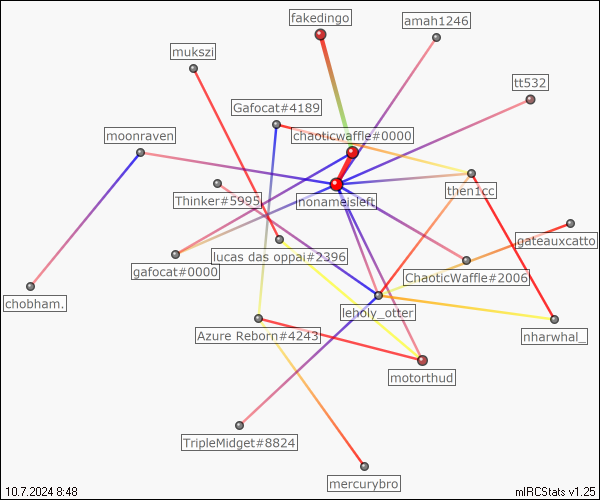 fakedingo
amah1246
mukszi
tt532
Gafocat#4189
chaoticwaffle#0000
moonraven
then1cc
Thinker#5995
nonameisleft
gateauxcatto
lucas das oppai#2396
gafocat#0000
ChaoticWaffle#2006
chobham.
leholy_otter
Azure Reborn#4243
nharwhal_
motorthud
TripleMidget#8824
mercurybro
10.7.2024 8:48
mIRCStats v1.25